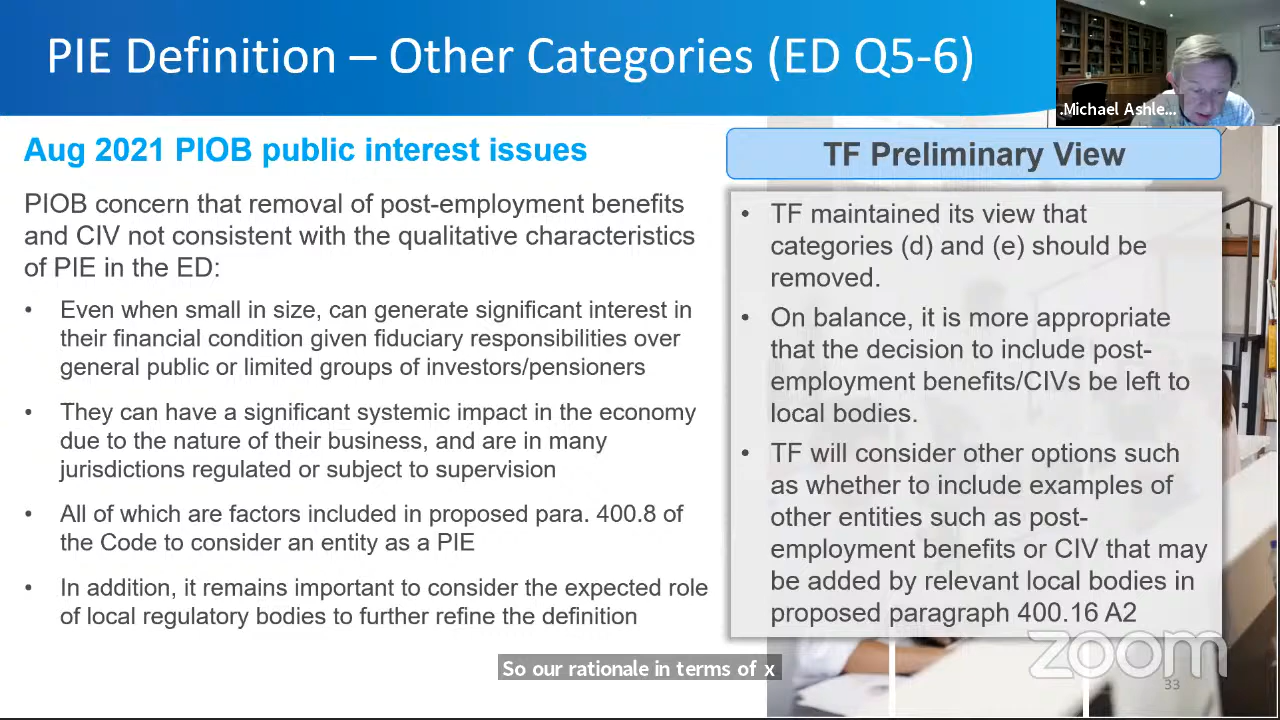 PIE Definition – Other Categories (ED Q5-6)
.Michael Ashle...
Aug 2021 PIOB public interest issues
PIOB concern that removal of post-employment benefits
and CIV not consistent with the qualitative characteristics
of PIE in the ED:
• Even when small in size, can generate significant interest in
their financial condition given fiduciary responsibilities over
general public or limited groups of investors/pensioners
• They can have a significant systemic impact in the economy
due to the nature of their business, and are in many
jurisdictions regulated or subject to supervision
• All of which are factors included in proposed para. 400.8 of
the Code to consider an entity as a PIE
• In addition, it remains important to consider the expected role
of local regulatory bodies to further refine the definition
TF Preliminary View
• TF maintained its view that
categories (d) and (e) should be
removed.
• On balance, it is more appropriate
that the decision to include post-
employment benefits/CIVs be left to
local bodies.
• TF will consider other options such
as whether to include examples of
other entities such as post-
employment benefits or CIV that may
be added by relevant local bodies in
proposed paragraph 400.16 A2
So our rationale in terms of x
zoom
33